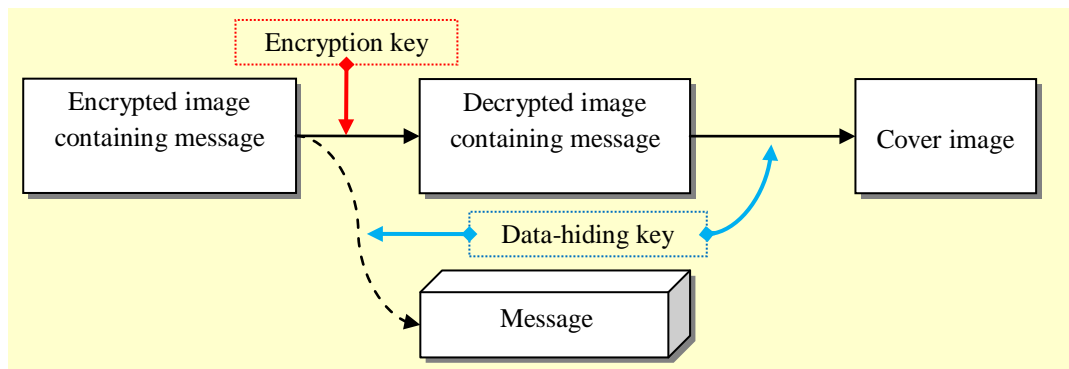 Encryption key
Encrypted image
containing message
Decrypted image
containing message
Cover image
Data-hiding key
Message